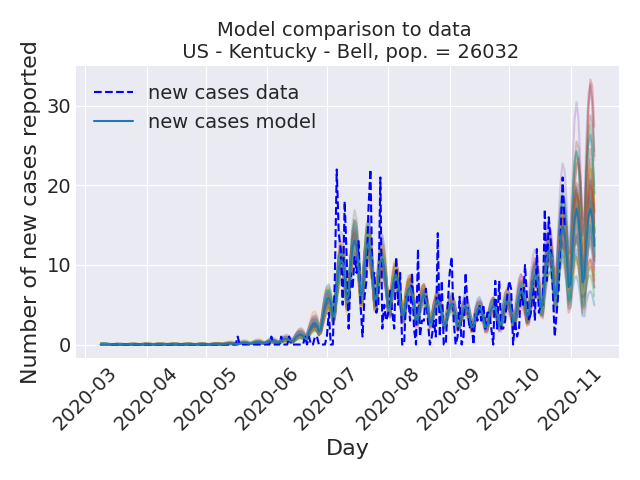 Model comparison to data
US - Kentucky - Bell, pop. = 26032
Number of new cases reported
30
20
10
0
new cases data
new cases model
2020-03
2020-04
2020-05
2020-06
2020-07
2020-08
2020-09
2020-10
2020-11
Day